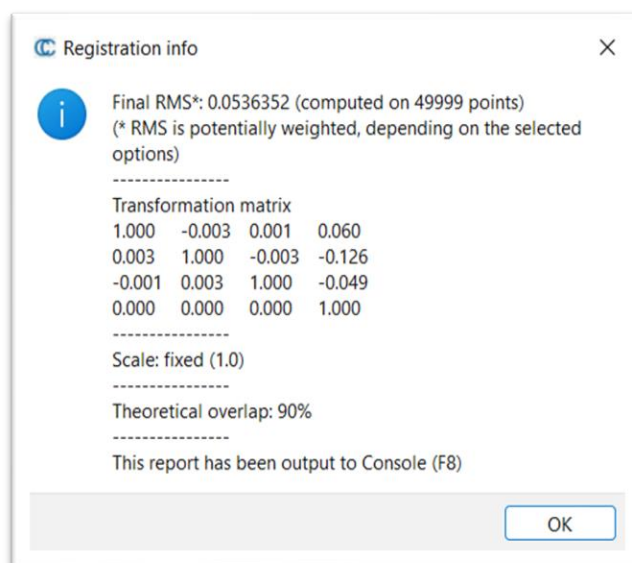 Registration info
Final RMS*: 0.0536352 (computed on 49999 points)
(* RMS is potentially weighted, depending on the selected
options)
----------------
Transformation matrix
1.000 -0.003 0.001 0.060
0.003 1.000 -0.003 -0.126
-0.001 0.003 1.000 -0.049
0.000 0.000 0.000 1.000
----------------
Scale: fixed (1.0)
----------------
Theoretical overlap: 90%
----------------
This report has been output to Console (F8)
OK